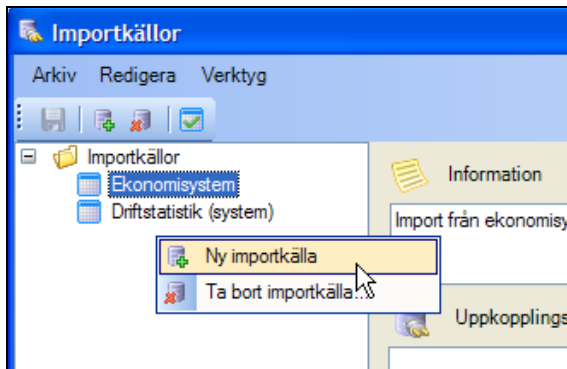 Importkällor
Arkiv Redigera Verktyg
Importkällor
Ekonomisystem
Driftstatistik (system)
Information
Import från ekonomisy
Ny importkälla
Ta bort importkälla...
Uppkopplings